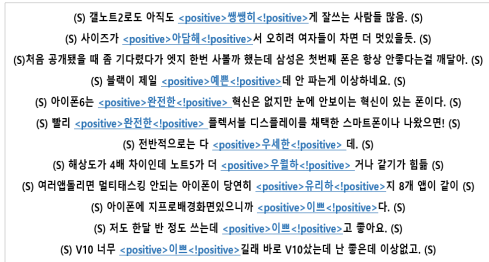 (S) 갤노트2로도 아직도 <positive>쌩쌩히<!positive>게 잘쓰는 사람들 많음. (S)
(S) 사이즈가 <positive>아담해<!positive>서 오히려 여자들이 차면 더 멋있을듯. (S)
(S)처음 공개됐을 때 좀 기다렸다가 엣지 한번 사볼까 했는데 삼성은 첫번째 폰은 항상 안좋다는걸 깨달아. (S)
(S) 블랙이 제일 <positive>예쁜<!positive>데 안 파는게 이상하네요. (S)
(S) 아이폰6는 <positive>완전한<!positive> 혁신은 없지만 눈에 안보이는 혁신이 있는 폰이다. (S)
(S) 빨리 <positive>완전한<!positive> 플렉서블 디스플레이를 채택한 스마트폰이나 나왔으면! (S)
(S) 전반적으로는 다 <positive>우세한<!positive> 데. (S)
(S) 해상도가 4배 차이인데 노트5가 더 <positive>우월하<!positive> 거나 같기가 힘듦 (S)
(S) 여러앱돌리면 멀티태스킹 안되는 아이폰이 당연히 <positive>유리하<!positive>지 8개 앱이 같이 (S)
(S) 아이폰에 지프로배경화면있으니까 <positive>이쁘<!positive>다. (S)
(S) 저도 한달 반 정도 쓰는데 <positive>이쁘<!positive>고 좋아요. (S)
(S) V10 너무 <positive>이쁘<!positive>길래 바로 V10샀는데 난 좋은데 이상없고. (S)